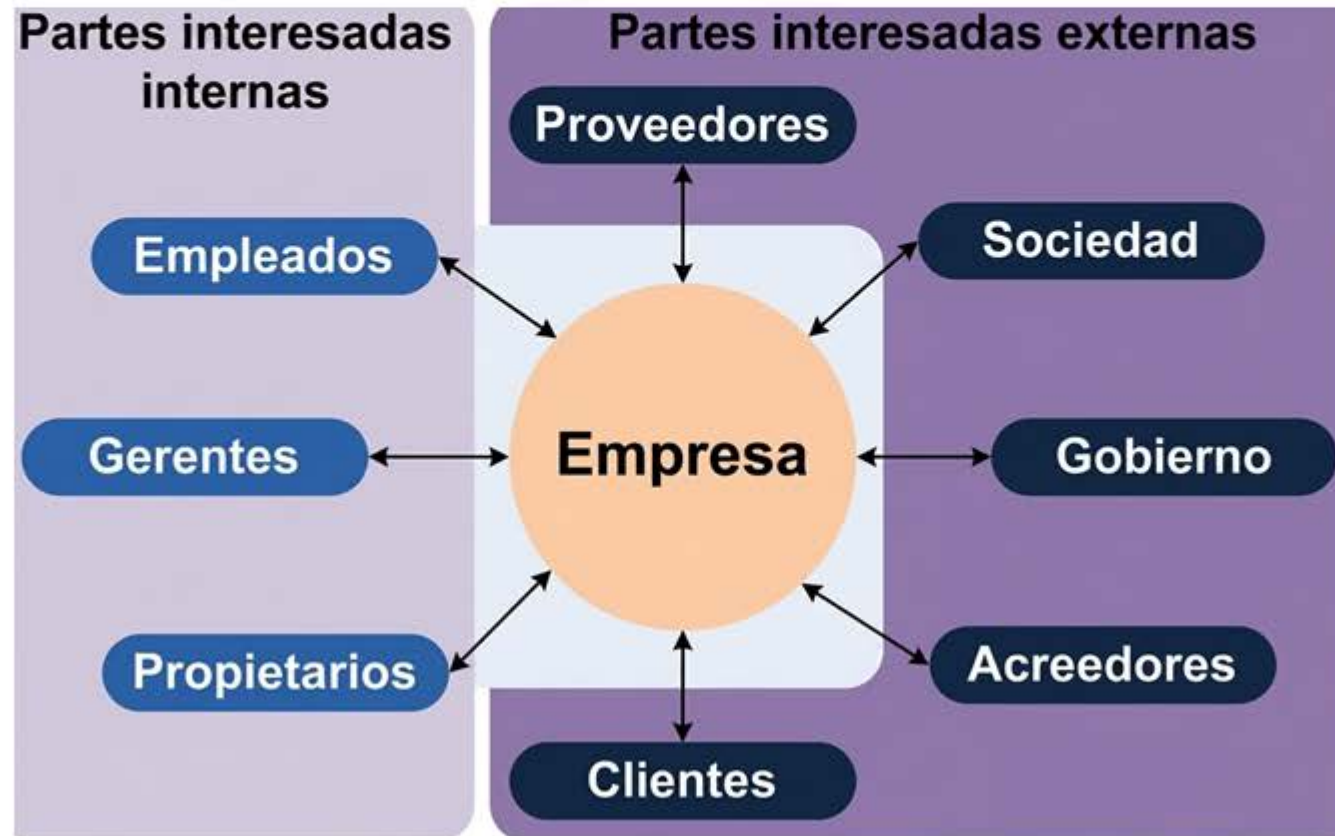 Partes interesadas
internas
Partes interesadas externas
Proveedores
Empleados
Sociedad
Gerentes
Empresa
Gobierno
Propietarios
Acreedores
Clientes